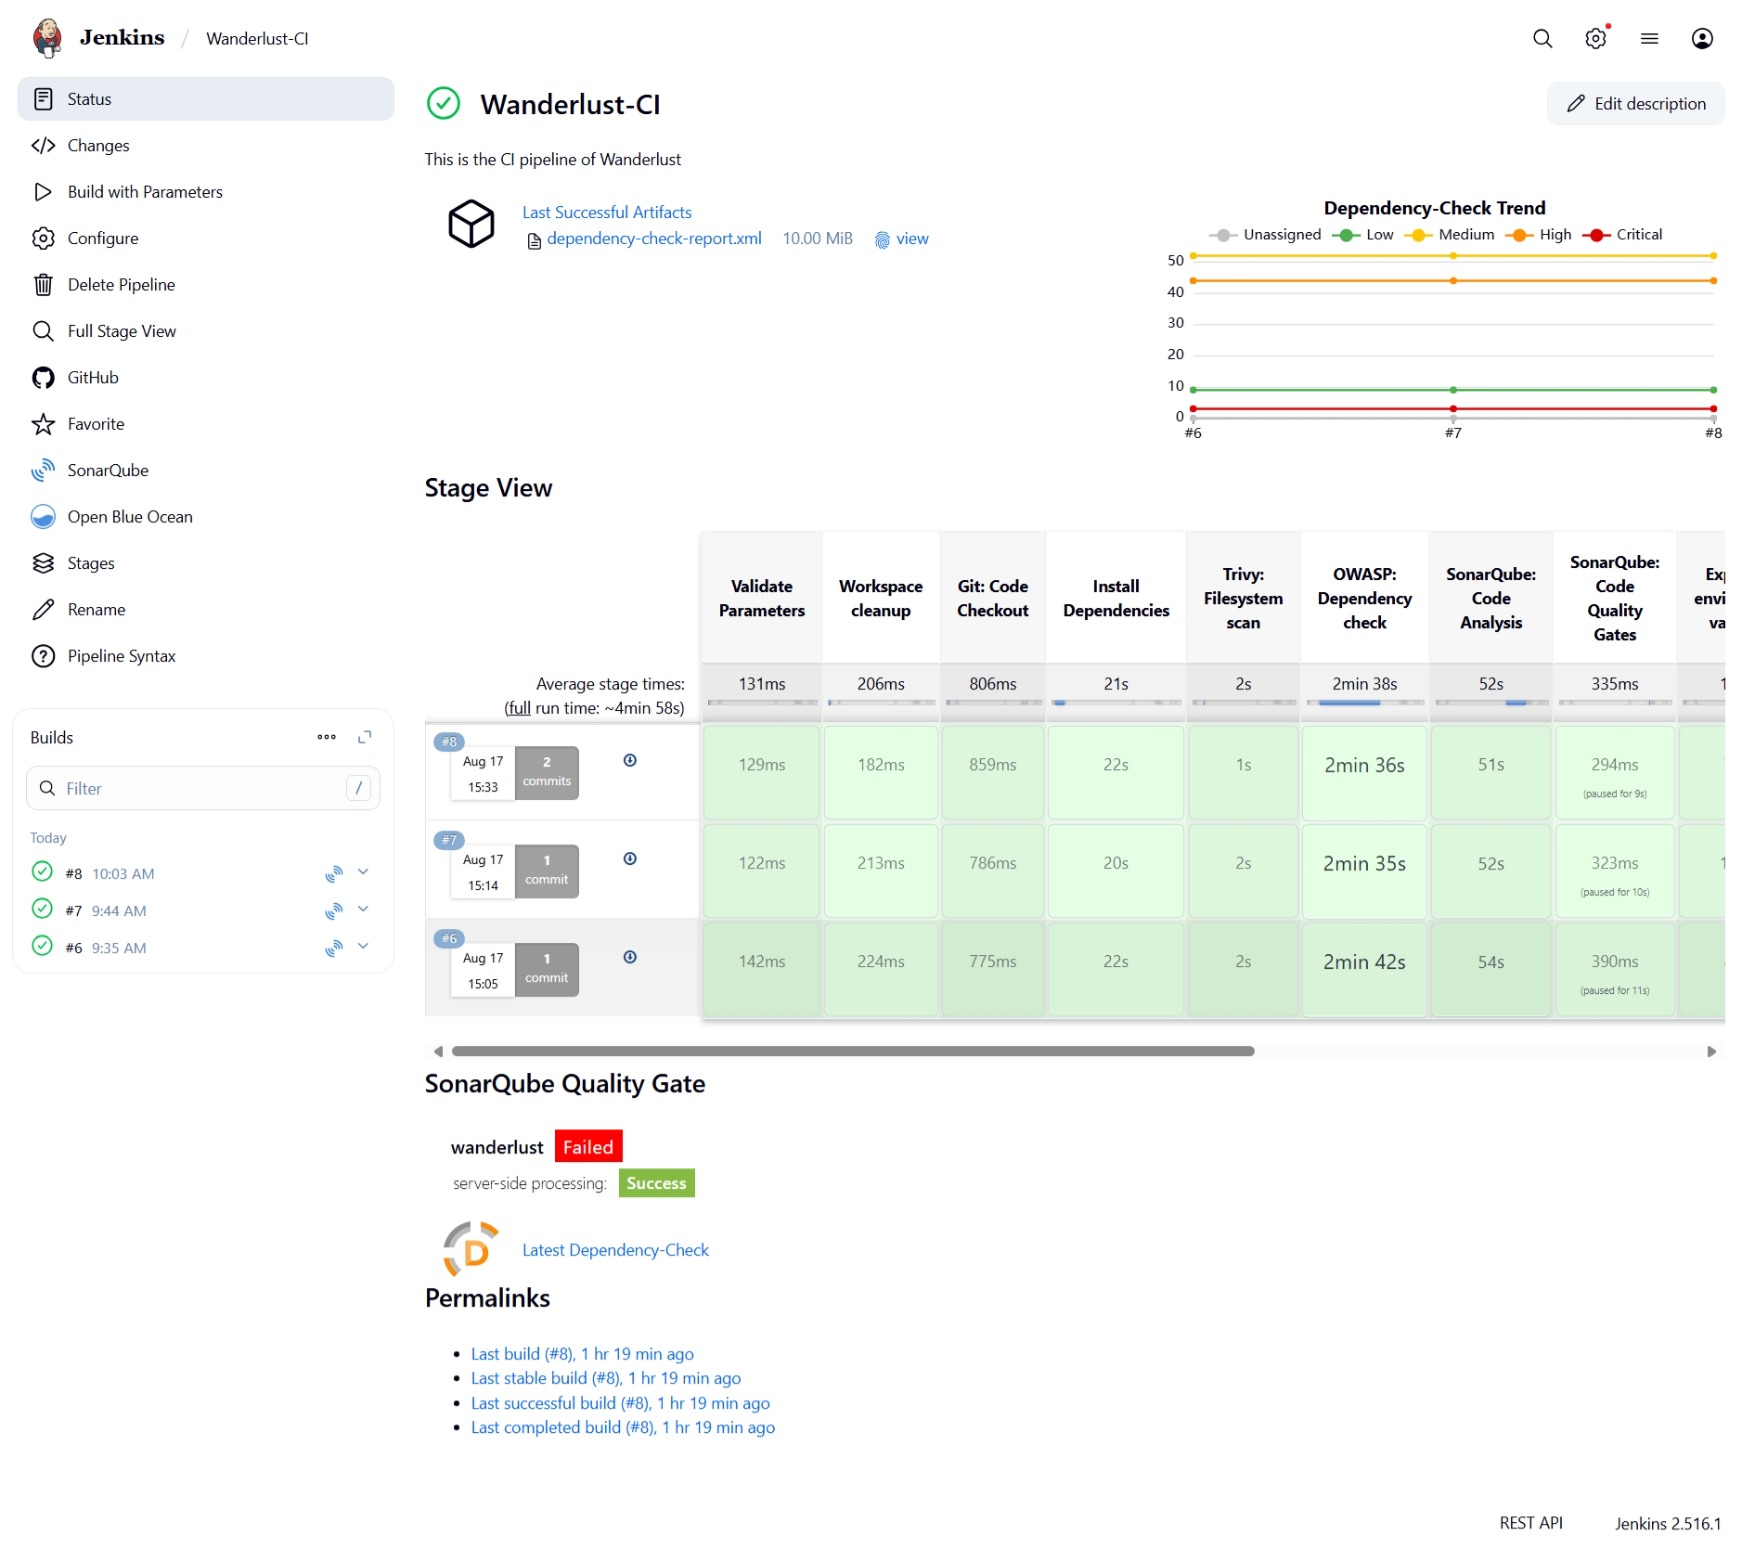 Jenkins / Wanderlust-CI
Status
Changes
Build with Parameters
Configure
Delete Pipeline
Full Stage View
GitHub
Favorite
SonarQube
Open Blue Ocean
Stages
Rename
Pipeline Syntax
Builds
Filter /
Today
#8 10:03 AM
#7 9:44 AM
#6 9:35 AM
Wanderlust-CI
Edit description
This is the CI pipeline of Wanderlust
Last Successful Artifacts
dependency-check-report.xml 10.00 MiB view
Dependency-Check Trend
Unassigned Low Medium High Critical
50
40
30
20
10
0
#6 #7 #8
Stage View
Validate Parameters
Workspace cleanup
Git: Code Checkout
Install Dependencies
Trivy: Filesystem scan
OWASP: Dependency check
SonarQube: Code Analysis
SonarQube: Code Quality Gates
Average stage times:
(full run time: ~4min 58s)
131ms 206ms 806ms 21s 2s 2min 38s 52s 335ms
#8
Aug 17 15:33
2 commits
129ms 182ms 859ms 22s 1s 2min 36s 51s 294ms
(paused for 9s)
#7
Aug 17 15:14
1 commit
122ms 213ms 786ms 20s 2s 2min 35s 52s 323ms
(paused for 10s)
#6
Aug 17 15:05
1 commit
142ms 224ms 775ms 22s 2s 2min 42s 54s 390ms
(paused for 11s)
SonarQube Quality Gate
wanderlust Failed
server-side processing: Success
D
Latest Dependency-Check
Permalinks
Last build (#8), 1 hr 19 min ago
Last stable build (#8), 1 hr 19 min ago
Last successful build (#8), 1 hr 19 min ago
Last completed build (#8), 1 hr 19 min ago
REST API Jenkins 2.516.1